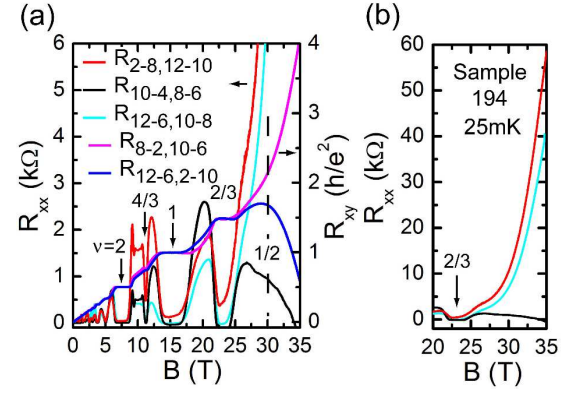 (a)
6
5
4
3
2
1
0
R_xx (kΩ)
R_2-8,12-10
R_10-4,8-6
R_12-6,10-8
R_8-2,10-6
R_12-6,2-10
ν=2
4/3
1
2/3
1/2
4
3
2
1
0
R_xy (h/e²)
0 5 10 15 20 25 30 35
B (T)
(b)
60
50
40
30
20
10
0
R_xx (kΩ)
Sample
194
25mK
2/3
20 25 30 35
B (T)